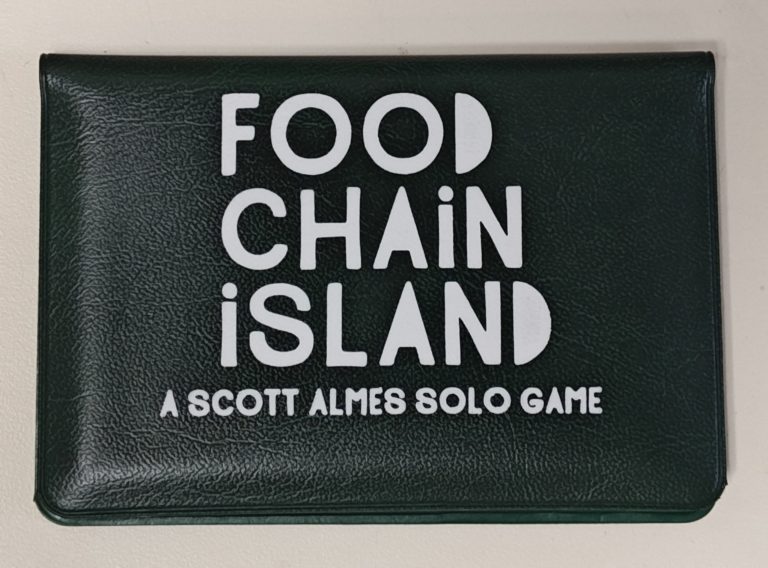 FOOD
CHAiN
iSLAND
A SCOTT ALMES SOLO GAME